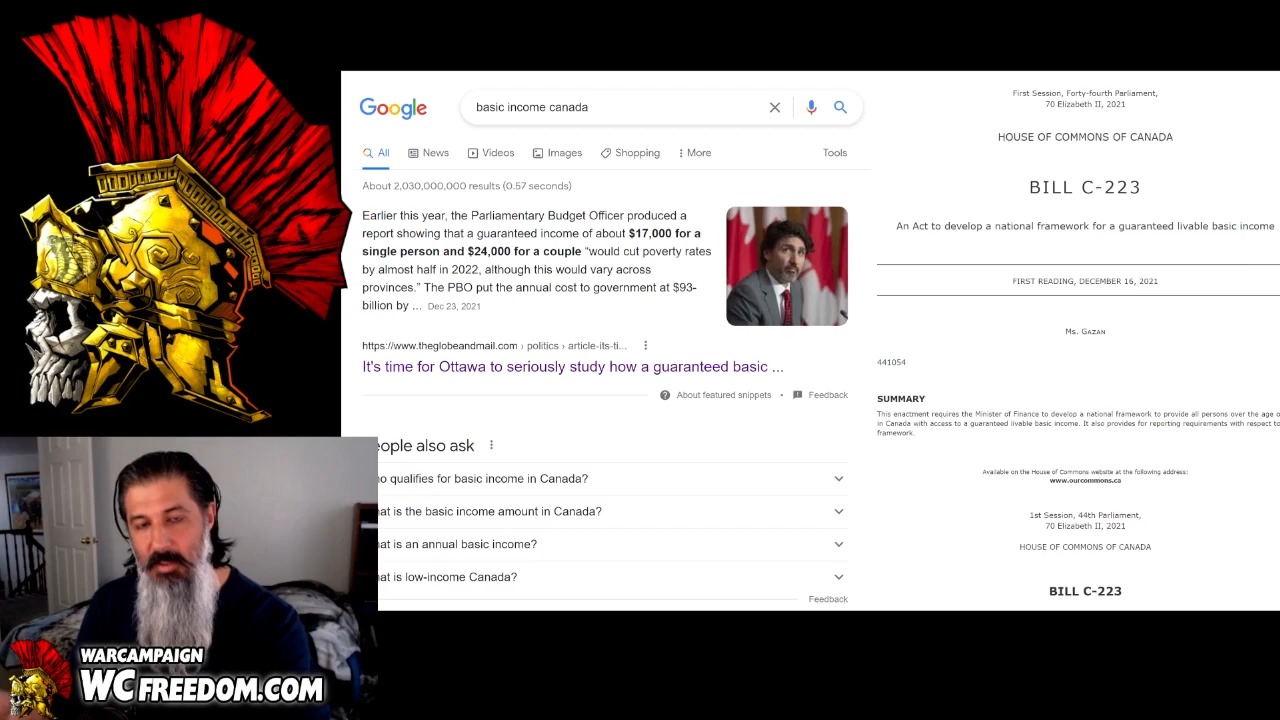 Google
basic income canada
All
News
Videos
Images
Shopping
More
Tools
About 2,030,000,000 results (0.57 seconds)
Earlier this year, the Parliamentary Budget Officer produced a
report showing that a guaranteed income of about $17,000 for a
single person and $24,000 for a couple “would cut poverty rates
by almost half in 2022, although this would vary across
provinces.” The PBO put the annual cost to government at $93-
billion by ... Dec 23, 2021
https://www.theglobeandmail.com › politics › article-its-ti...
It's time for Ottawa to seriously study how a guaranteed basic ...
About featured snippets • Feedback
eople also ask
o qualifies for basic income in Canada?
at is the basic income amount in Canada?
at is an annual basic income?
at is low-income Canada?
Feedback
First Session, Forty-fourth Parliament,
70 Elizabeth II, 2021
HOUSE OF COMMONS OF CANADA
BILL C-223
An Act to develop a national framework for a guaranteed livable basic income
FIRST READING, DECEMBER 16, 2021
Ms. Gazan
441054
SUMMARY
This enactment requires the Minister of Finance to develop a national framework to provide all persons over the age o
in Canada with access to a guaranteed livable basic income. It also provides for reporting requirements with respect to
framework.
Available on the House of Commons website at the following address:
www.ourcommons.ca
1st Session, 44th Parliament,
70 Elizabeth II, 2021
HOUSE OF COMMONS OF CANADA
BILL C-223
WARCAMPAIGN
WCFREEDOM.COM